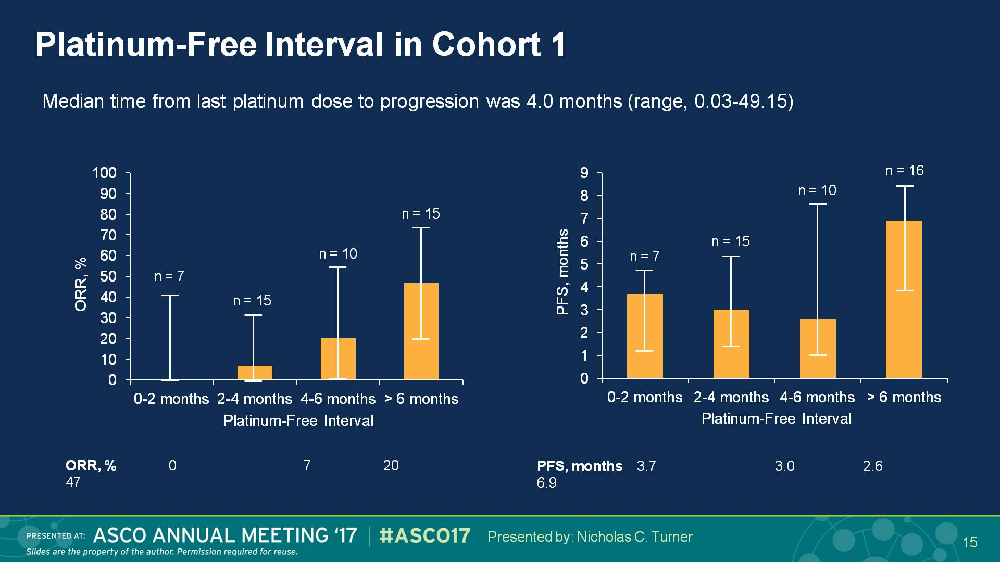 Platinum-Free Interval in Cohort 1
Median time from last platinum dose to progression was 4.0 months (range, 0.03-49.15)
100
90
80
70
60
50
40
30
20
10
0
ORR, %
n = 7
n = 15
n = 10
n = 15
0-2 months 2-4 months 4-6 months > 6 months
Platinum-Free Interval
ORR, % 0 7 20
47
9
8
7
6
5
4
3
2
1
0
PFS, months
n = 7
n = 15
n = 10
n = 16
0-2 months 2-4 months 4-6 months > 6 months
Platinum-Free Interval
PFS, months 3.7 3.0 2.6
6.9
PRESENTED AT: ASCO ANNUAL MEETING ‘17 | #ASCO17 Presented by: Nicholas C. Turner
Slides are the property of the author. Permission required for reuse.
15